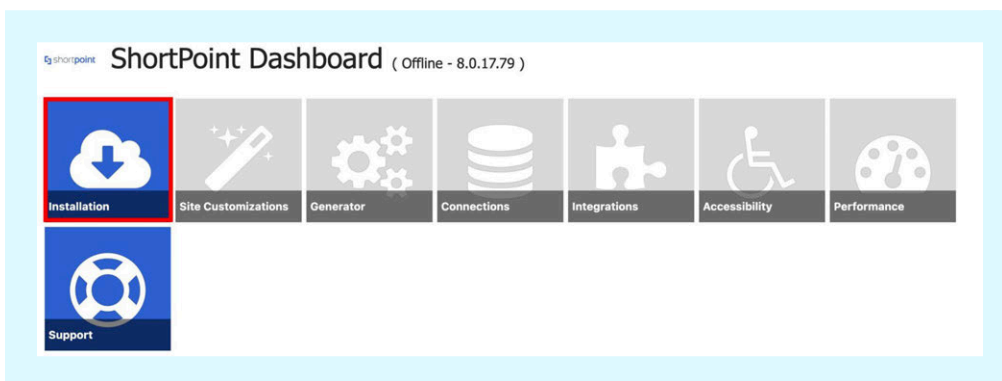 shortpoint ShortPoint Dashboard ( Offline - 8.0.17.79 )
Installation
Site Customizations
Generator
Connections
Integrations
Accessibility
Performance
Support